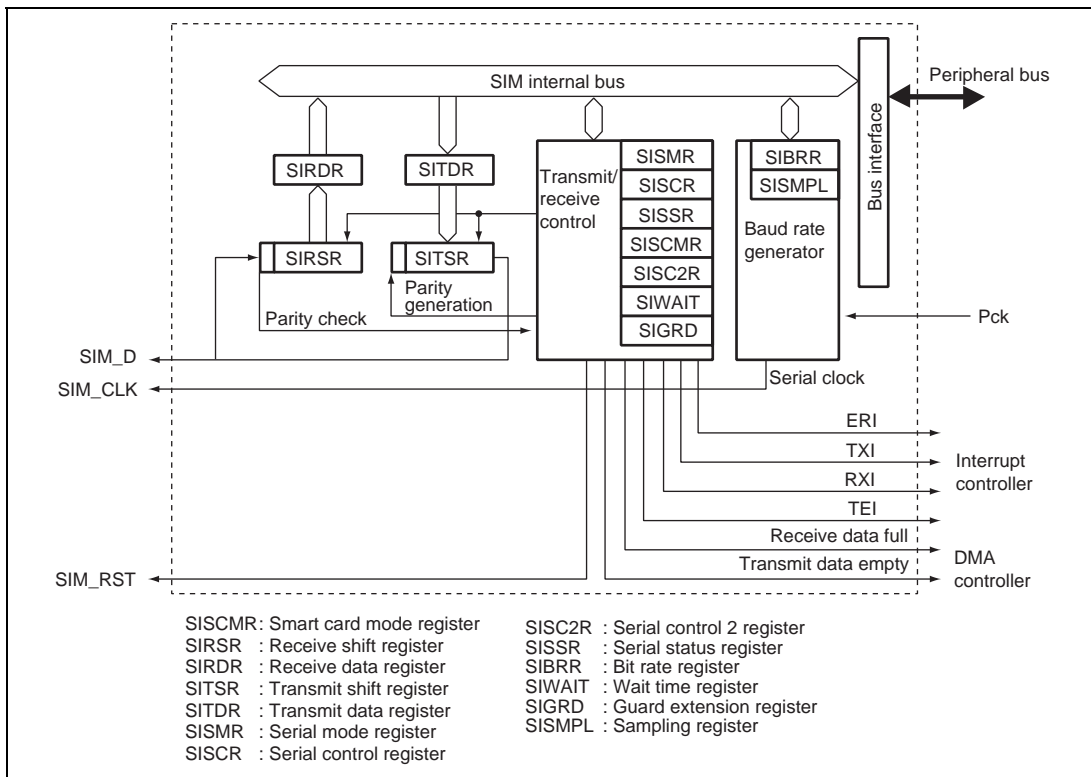 SIM internal bus
Peripheral bus
Bus interface
SIRDR
SITDR
Transmit/
receive
control
SISMR
SISCR
SISSR
SISCMR
SISC2R
SIWAIT
SIGRD
SIBRR
SISMPL
Baud rate
generator
SIRSR
SITSR
Parity
generation
Parity check
Pck
SIM_D
SIM_CLK
Serial clock
ERI
TXI
RXI
TEI
Interrupt
controller
Receive data full
Transmit data empty
DMA
controller
SIM_RST
SISCMR: Smart card mode register
SIRSR : Receive shift register
SIRDR : Receive data register
SITSR : Transmit shift register
SITDR : Transmit data register
SISMR : Serial mode register
SISCR : Serial control register
SISC2R : Serial control 2 register
SISSR : Serial status register
SIBRR : Bit rate register
SIWAIT : Wait time register
SIGRD : Guard extension register
SISMPL : Sampling register